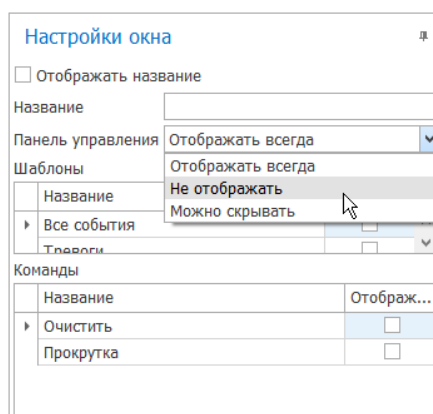 Настройки окна
Отображать название
Название
Панель управления Отображать всегда
Отображать всегда
Не отображать
Можно скрывать
Шаблоны
Название
Все события
Тревоги
Команды
Название Отображ...
Очистить
Прокрутка